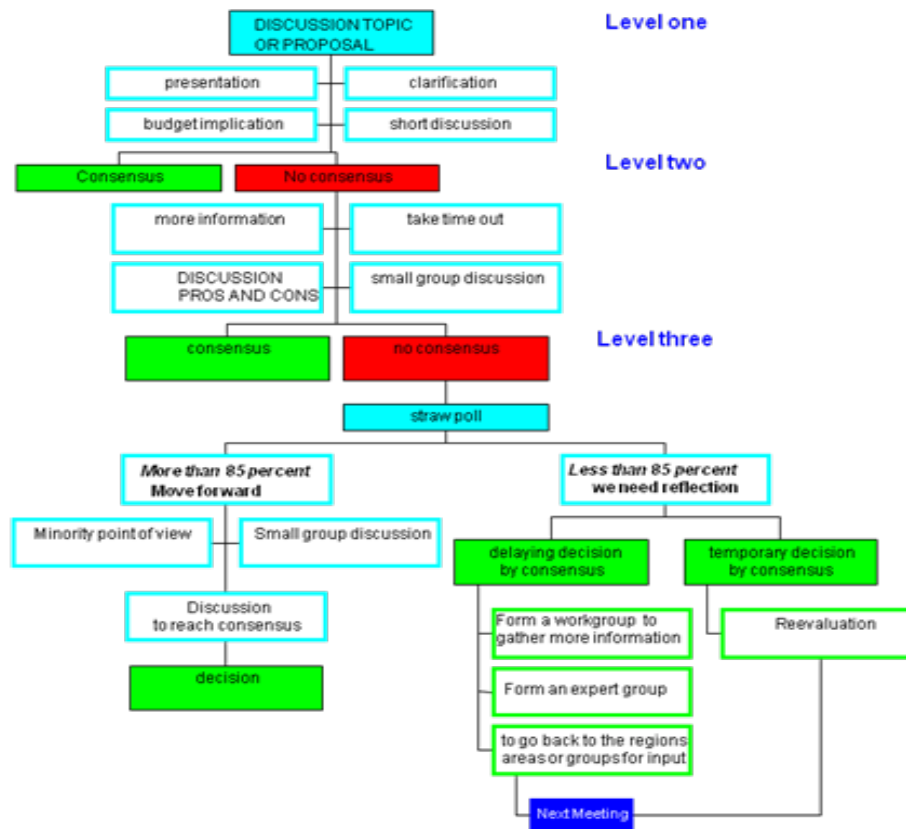 DISCUSSION TOPIC
OR PROPOSAL
Level one
presentation
clarification
budget implication
short discussion
Level two
Consensus
No consensus
more information
take time out
DISCUSSION
PROS AND CONS
small group discussion
Level three
consensus
no consensus
straw poll
More than 85 percent
Move forward
Less than 85 percent
we need reflection
Minority point of view
Small group discussion
delaying decision
by consensus
temporary decision
by consensus
Discussion
to reach consensus
Form a workgroup to
gather more information
Reevaluation
decision
Form an expert group
to go back to the regions
areas or groups for input
Next Meeting